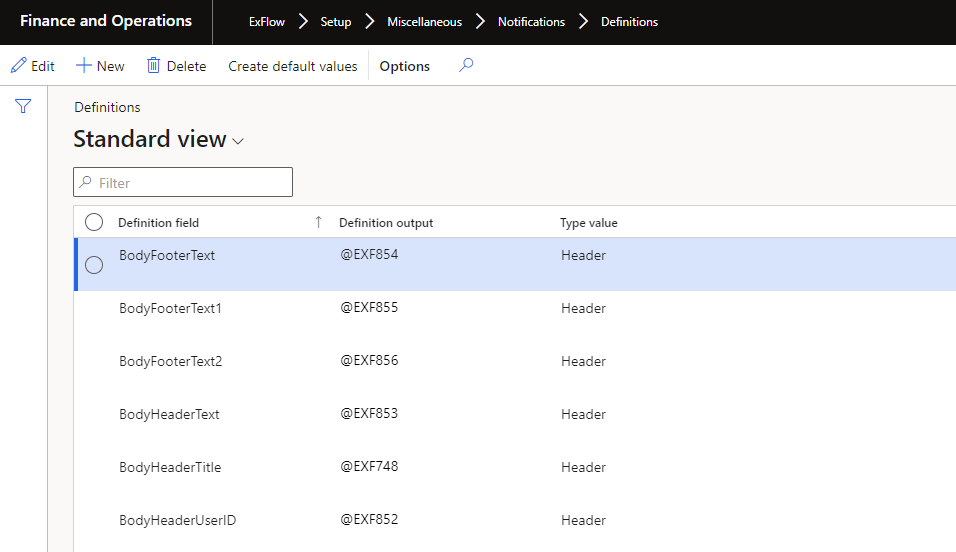 Finance and Operations ExFlow Setup Miscellaneous Notifications Definitions
Edit New Delete Create default values Options
Definitions
Standard view
Filter
Definition field Definition output Type value
BodyFooterText @EXF854 Header
BodyFooterText1 @EXF855 Header
BodyFooterText2 @EXF856 Header
BodyHeaderText @EXF853 Header
BodyHeaderTitle @EXF748 Header
BodyHeaderUserID @EXF852 Header